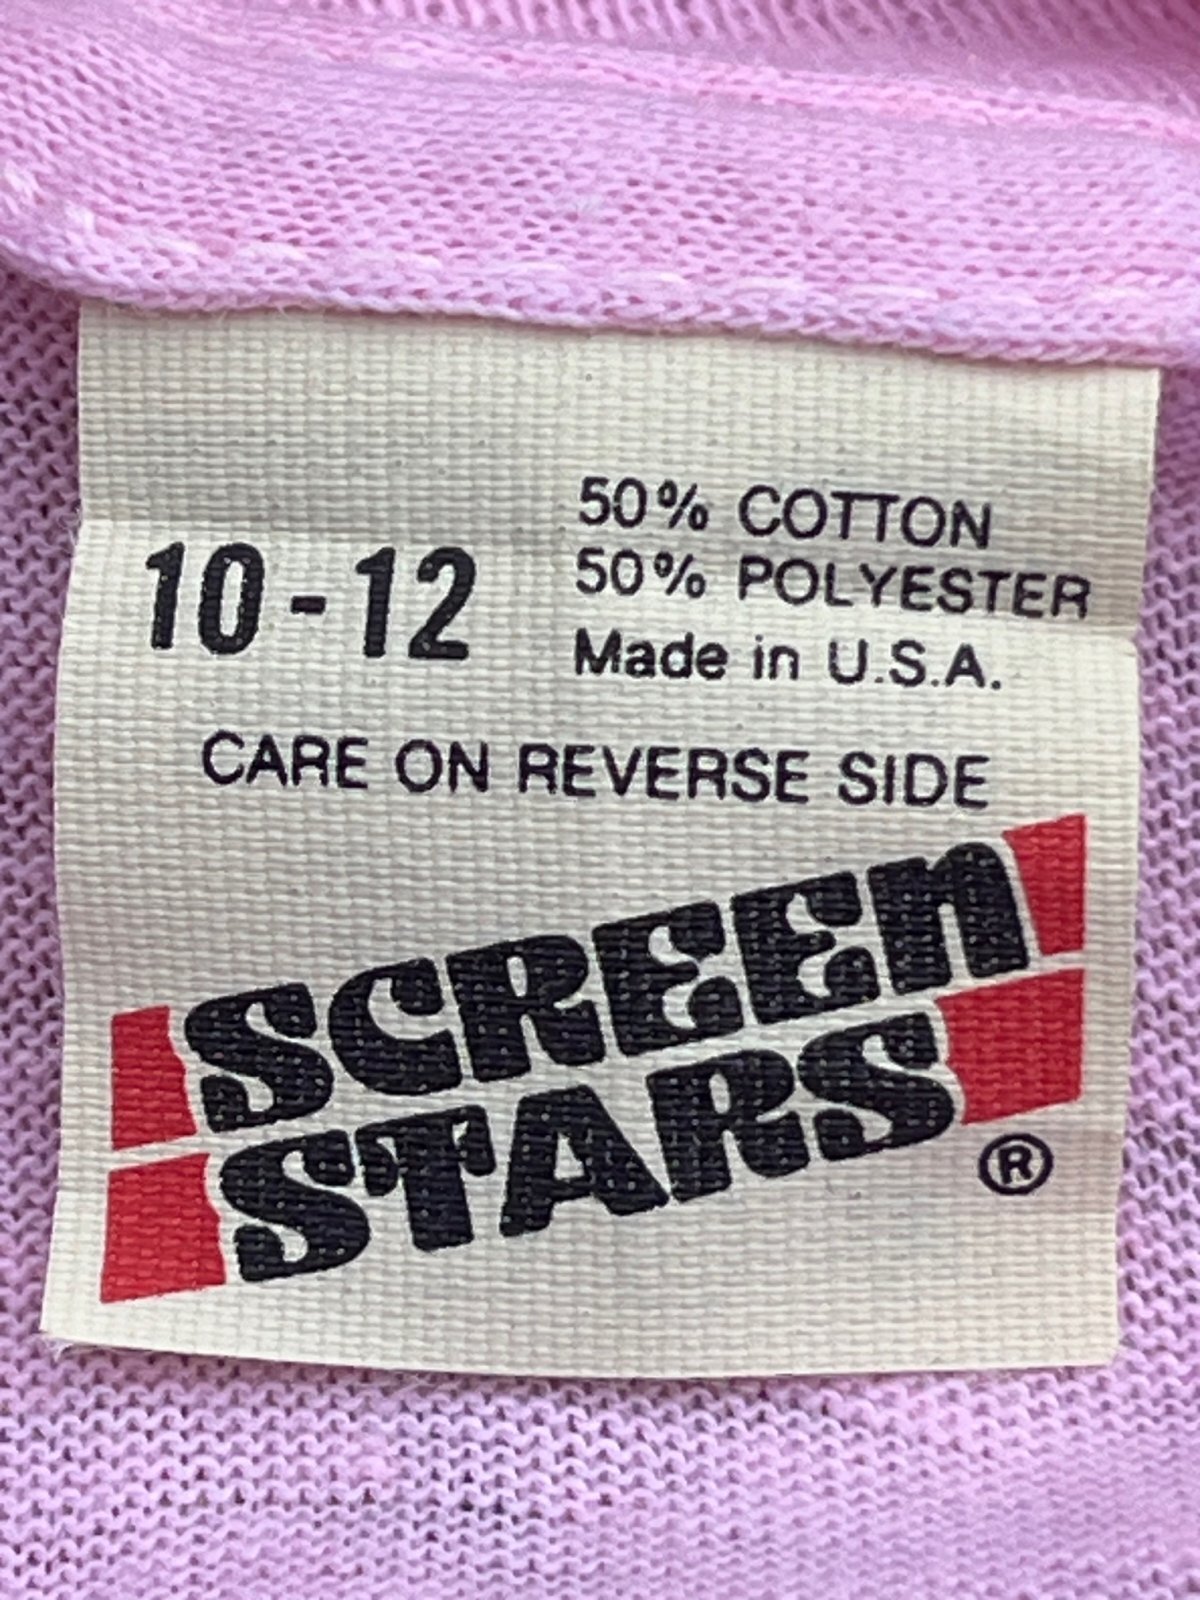 50% COTTON
10-12 50% POLYESTER
Made in U.S.A.
CARE ON REVERSE SIDE
SCREEN
STARS
®